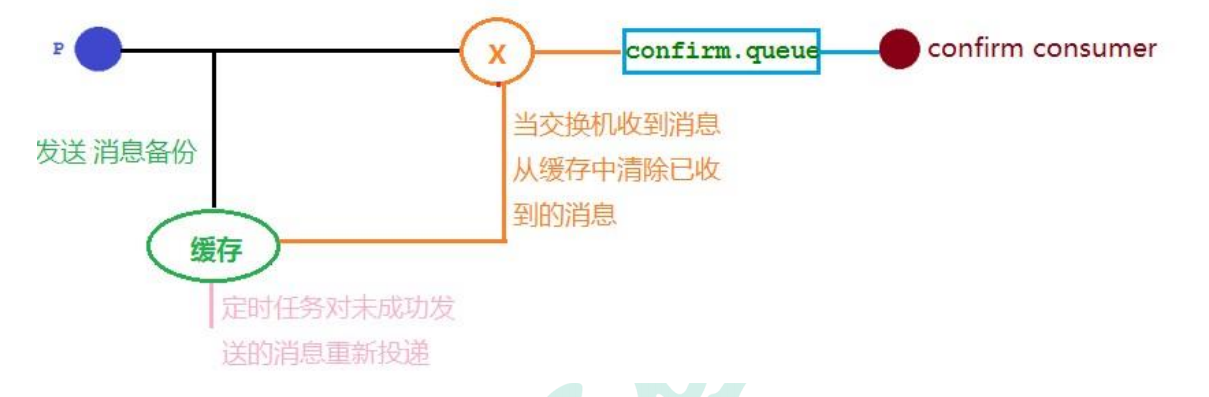 P
X
confirm.queue
confirm consumer
发送 消息备份
当交换机收到消息
从缓存中清除已收
到的消息
缓存
定时任务对未成功发
送的消息重新投递